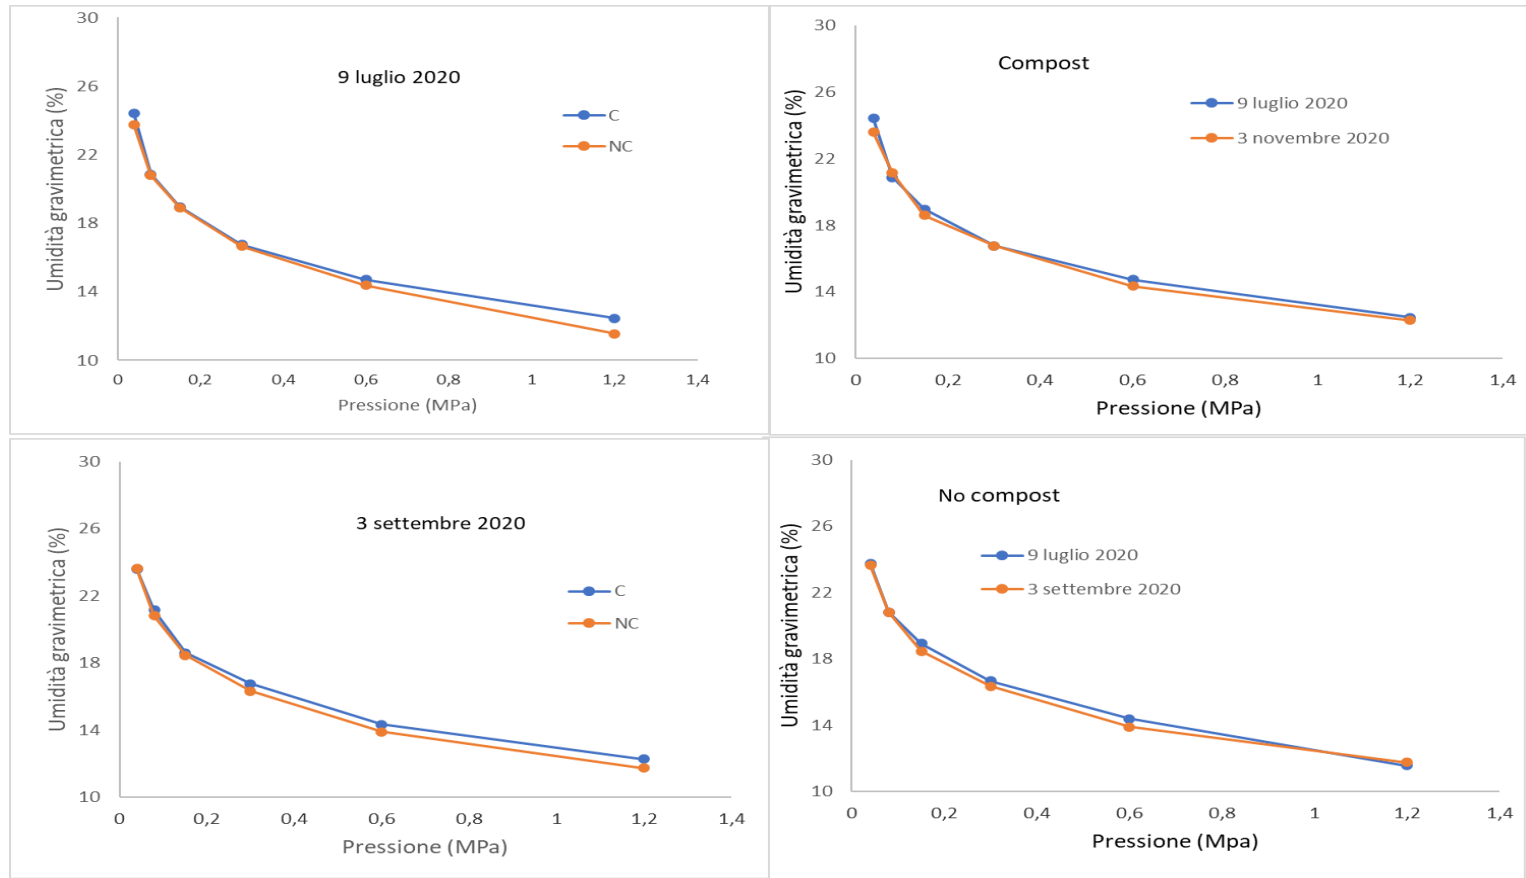 9 luglio 2020
Umidità gravimetrica (%)
30
26
22
18
14
10
C
NC
0 0,2 0,4 0,6 0,8 1 1,2 1,4
Pressione (MPa)
Compost
Umidità gravimetrica (%)
30
26
22
18
14
10
9 luglio 2020
3 novembre 2020
0 0,2 0,4 0,6 0,8 1 1,2 1,4
Pressione (MPa)
3 settembre 2020
Umidità gravimetrica (%)
30
26
22
18
14
10
C
NC
0 0,2 0,4 0,6 0,8 1 1,2 1,4
Pressione (MPa)
No compost
Umidità gravimetrica (%)
30
26
22
18
14
10
9 luglio 2020
3 settembre 2020
0 0,2 0,4 0,6 0,8 1 1,2 1,4
Pressione (Mpa)